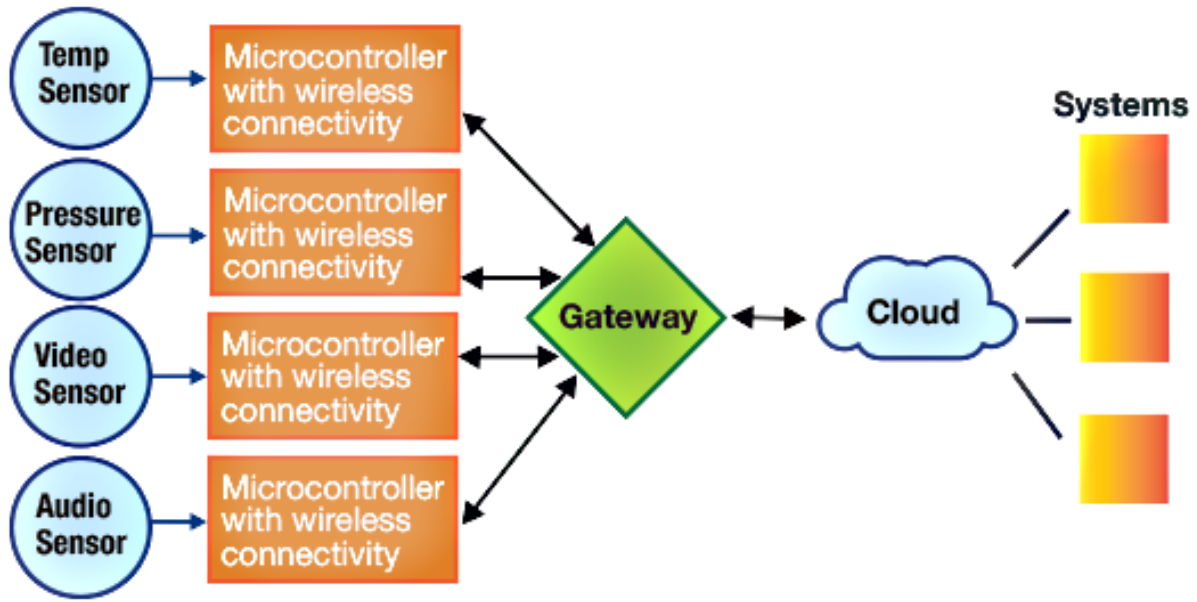 Temp
Sensor
Microcontroller
with wireless
connectivity
Pressure
Sensor
Microcontroller
with wireless
connectivity
Video
Sensor
Microcontroller
with wireless
connectivity
Audio
Sensor
Microcontroller
with wireless
connectivity
Gateway
Cloud
Systems